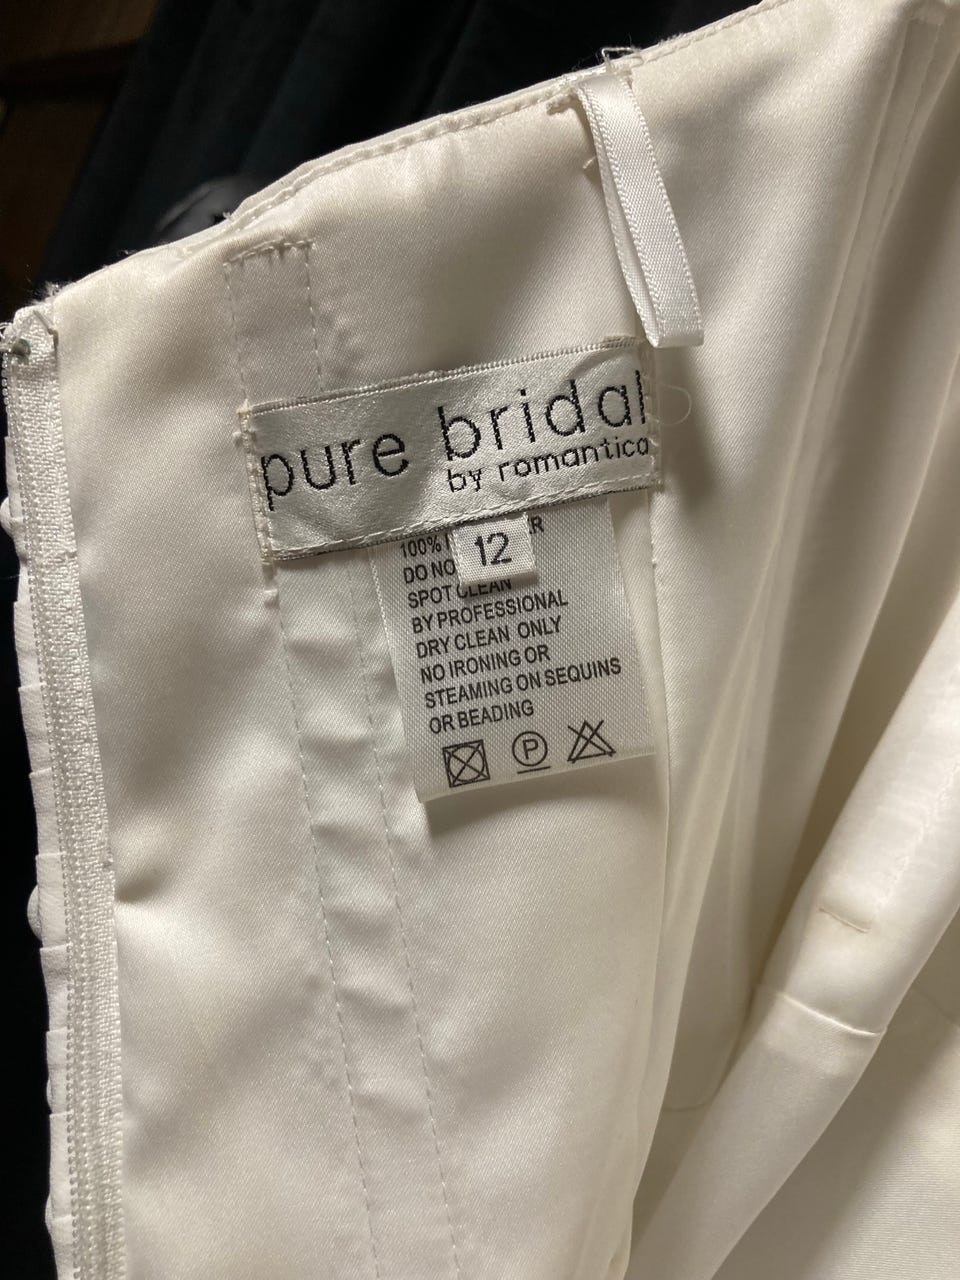 pure bridal
by romantica
12
100%
DO NO
SPOT CLEAN
BY PROFESSIONAL
DRY CLEAN ONLY
NO IRONING OR
STEAMING ON SEQUINS
OR BEADING
P